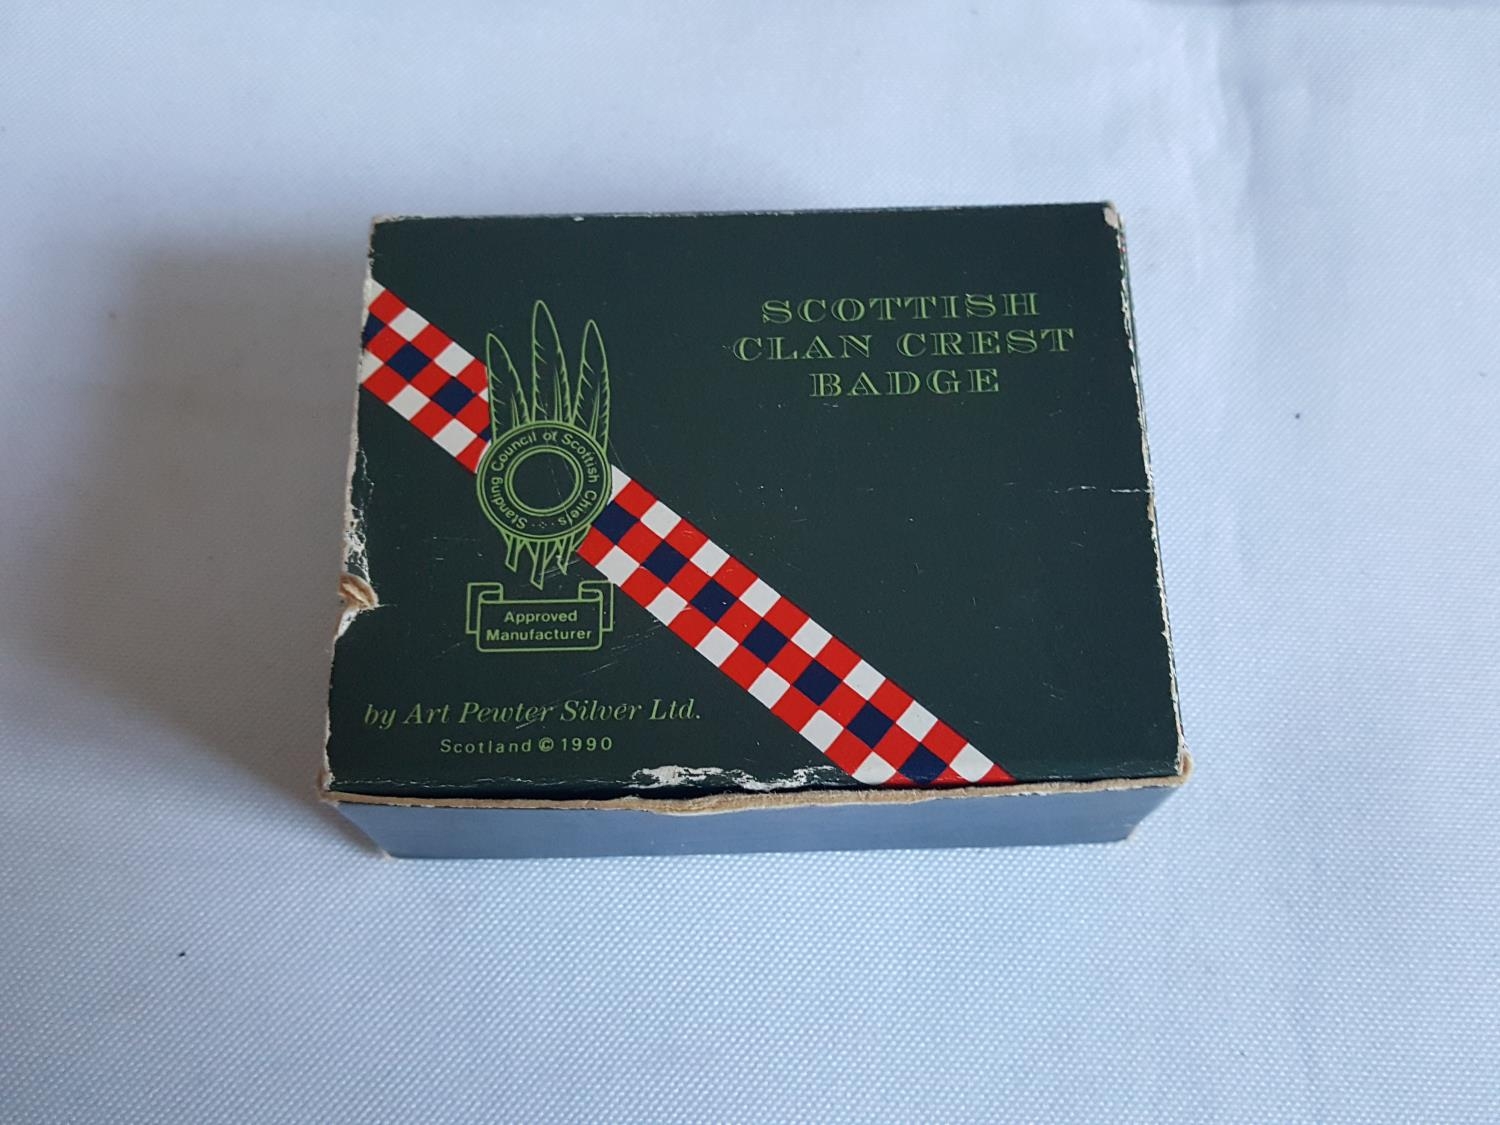 SCOTTISH
CLAN CREST
BADGE
Standing Council of Scottish Chiefs
Approved
Manufacturer
by Art Pewter Silver Ltd.
Scotland © 1990